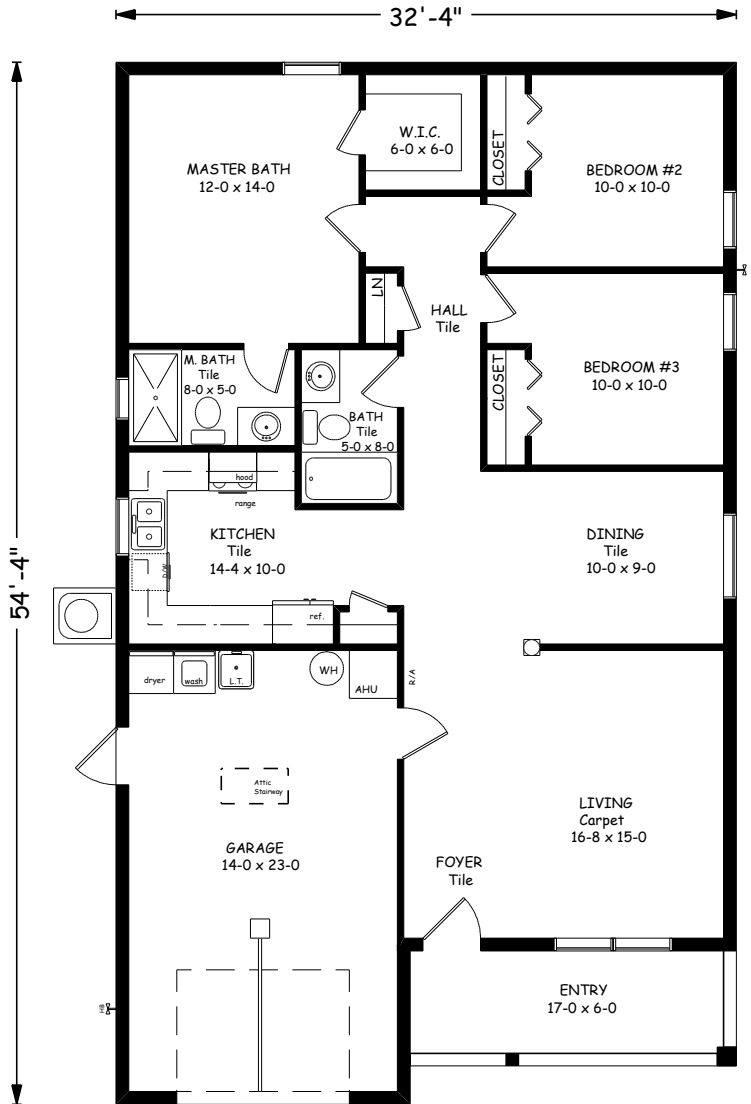 32'-4"
54'-4"
MASTER BATH
12-0 x 14-0
W.I.C.
6-0 x 6-0
CLOSET
BEDROOM #2
10-0 x 10-0
LN
HALL
Tile
M. BATH
Tile
8-0 x 5-0
BATH
Tile
5-0 x 8-0
CLOSET
BEDROOM #3
10-0 x 10-0
hood
range
KITCHEN
Tile
14-4 x 10-0
ref.
DINING
Tile
10-0 x 9-0
dryer
wash
L.T.
WH
AHU
R/A
Attic
Stairway
GARAGE
14-0 x 23-0
LIVING
Carpet
16-8 x 15-0
FOYER
Tile
HB
ENTRY
17-0 x 6-0